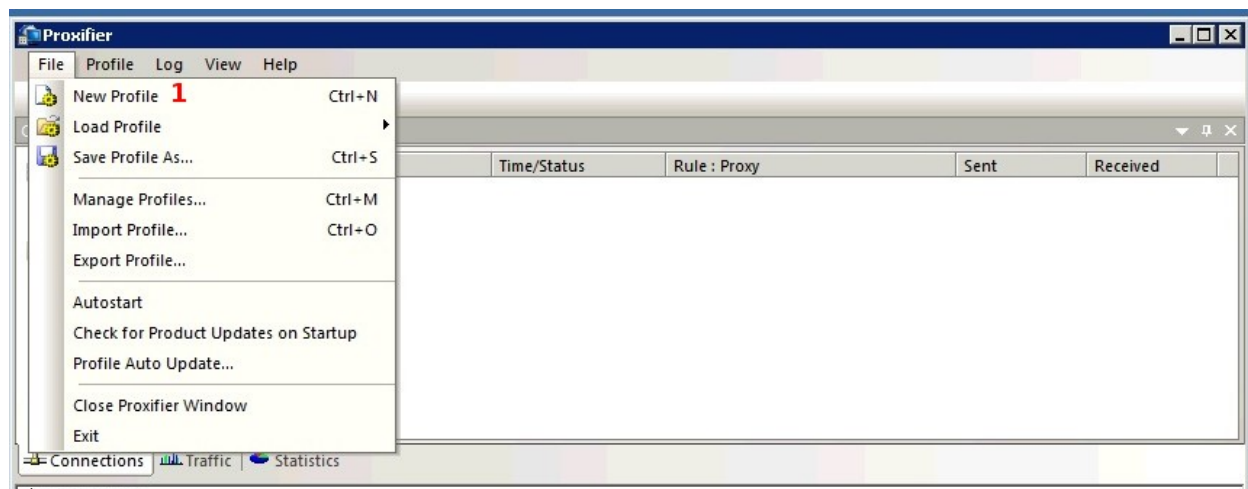 Proxifier
File Profile Log View Help
New Profile 1 Ctrl+N
Load Profile
Save Profile As... Ctrl+S
Time/Status Rule : Proxy Sent Received
Manage Profiles... Ctrl+M
Import Profile... Ctrl+O
Export Profile...
Autostart
Check for Product Updates on Startup
Profile Auto Update...
Close Proxifier Window
Exit
Connections Traffic Statistics